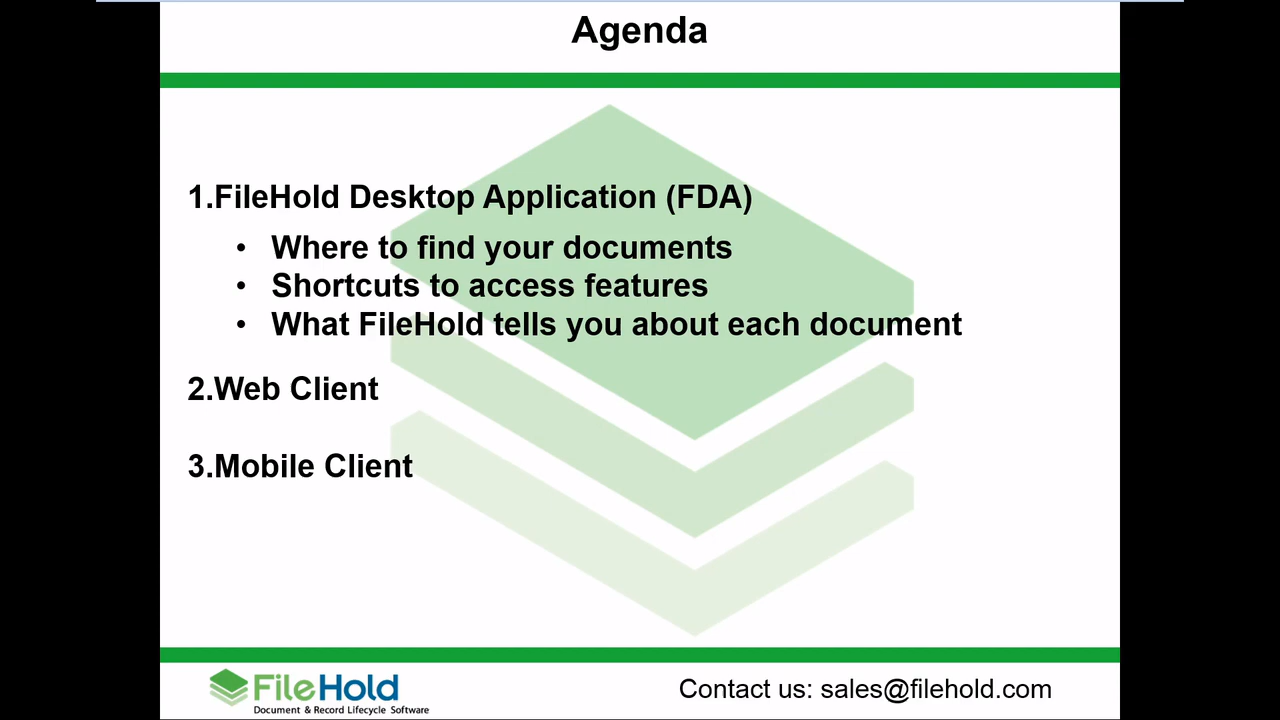 Agenda
1.FileHold Desktop Application (FDA)
• Where to find your documents
• Shortcuts to access features
• What FileHold tells you about each document
2.Web Client
3.Mobile Client
FileHold
Document & Record Lifecycle Software
Contact us: sales@filehold.com